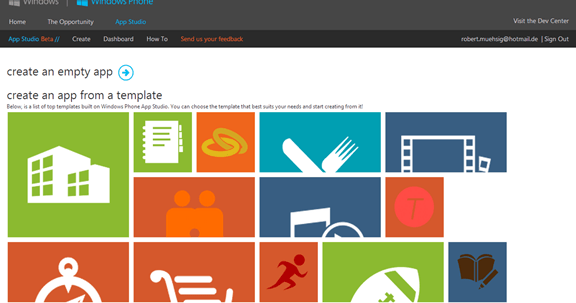 Windows | Windows Phone
Home The Opportunity App Studio Visit the Dev Center
App Studio Beta // Create Dashboard How To Send us your feedback robert.muehsig@hotmail.de | Sign Out
create an empty app
create an app from a template
Below, is a list of top templates built on Windows Phone App Studio. You can choose the template that best suits your needs and start creating from it!
T